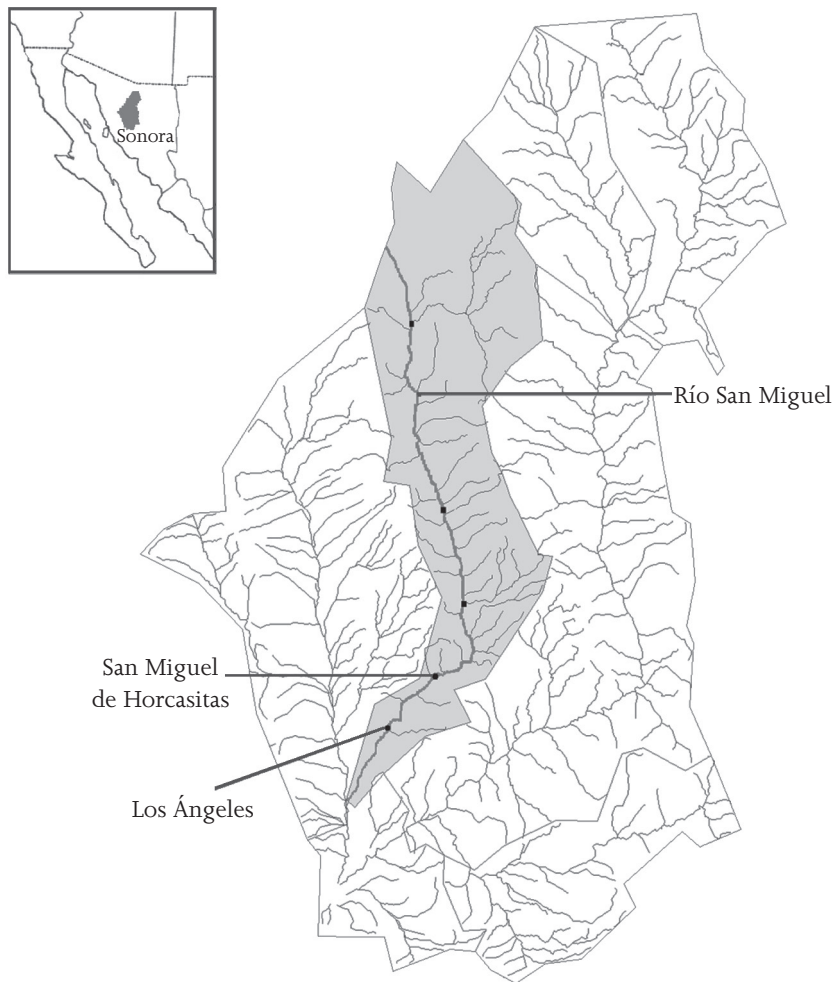 Sonora
Río San Miguel
San Miguel
de Horcasitas
Los Ángeles